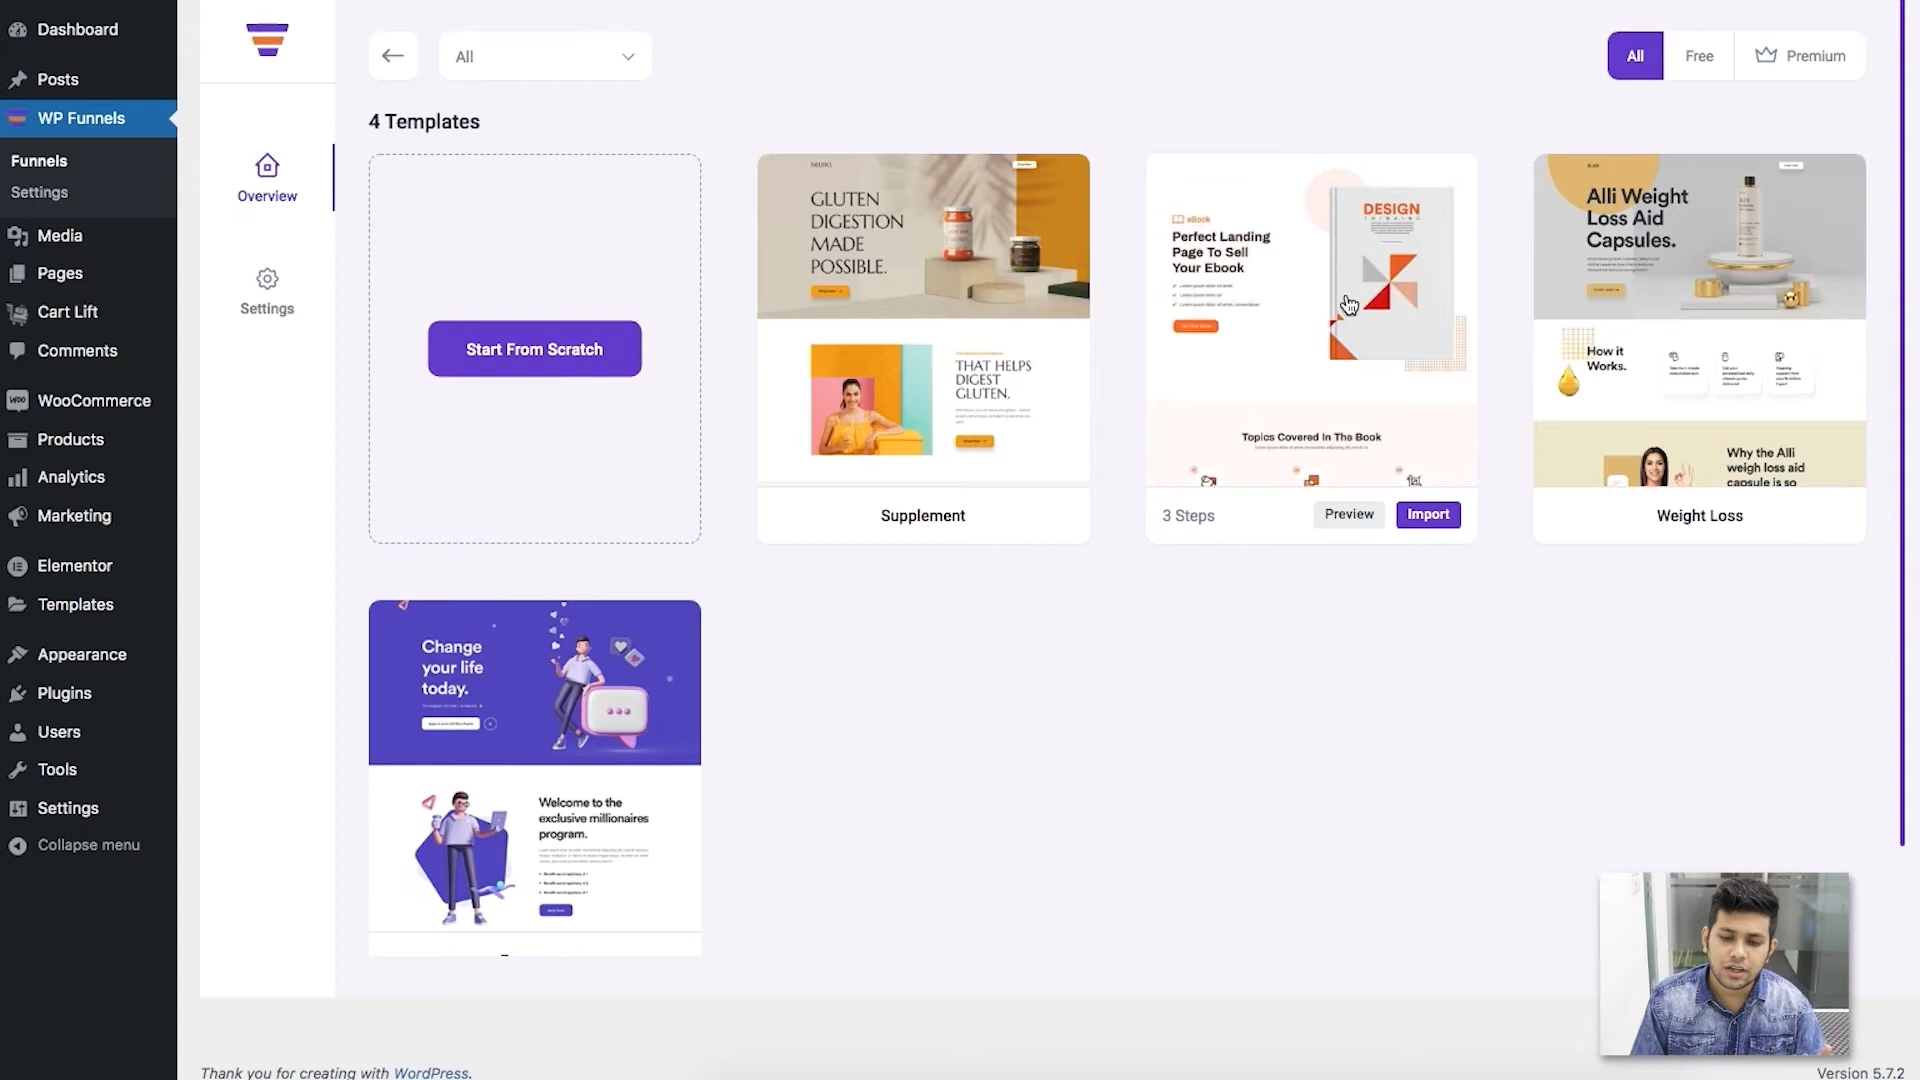 Dashboard
Posts
WP Funnels
Funnels
Settings
Media
Pages
Cart Lift
Comments
WooCommerce
Products
Analytics
Marketing
Elementor
Templates
Appearance
Plugins
Users
Tools
Settings
Collapse menu
Overview
Settings
All
All
Free
Premium
4 Templates
Start From Scratch
GLUTEN
DIGESTION
MADE
POSSIBLE.
THAT HELPS
DIGEST
GLUTEN.
Supplement
eBook
Perfect Landing
Page To Sell
Your Ebook
DESIGN
THINKING
Topics Covered In The Book
3 Steps
Preview
Import
Alli Weight
Loss Aid
Capsules.
How it
Works.
Why the Alli
weigh loss aid
capsule is so
Weight Loss
Change
your life
today.
Welcome to the
exclusive millionaires
program.
Thank you for creating with WordPress.
Version 5.7.2